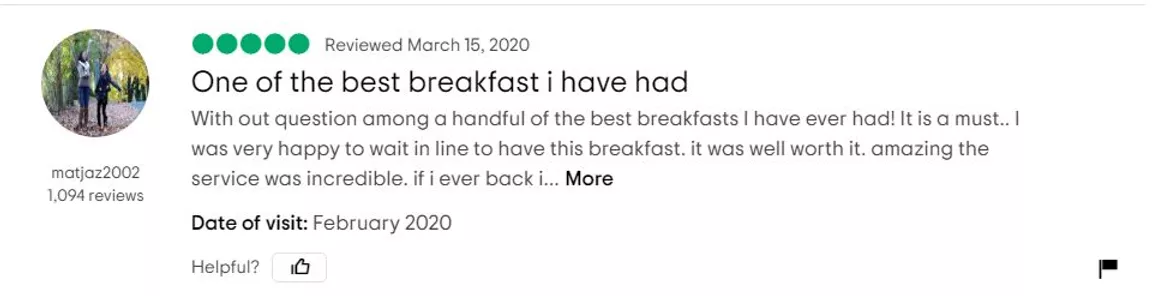 Reviewed March 15, 2020
One of the best breakfast i have had
With out question among a handful of the best breakfasts I have ever had! It is a must.. I
was very happy to wait in line to have this breakfast. it was well worth it. amazing the
service was incredible. if i ever back i... More
matjaz2002
1,094 reviews
Date of visit: February 2020
Helpful?